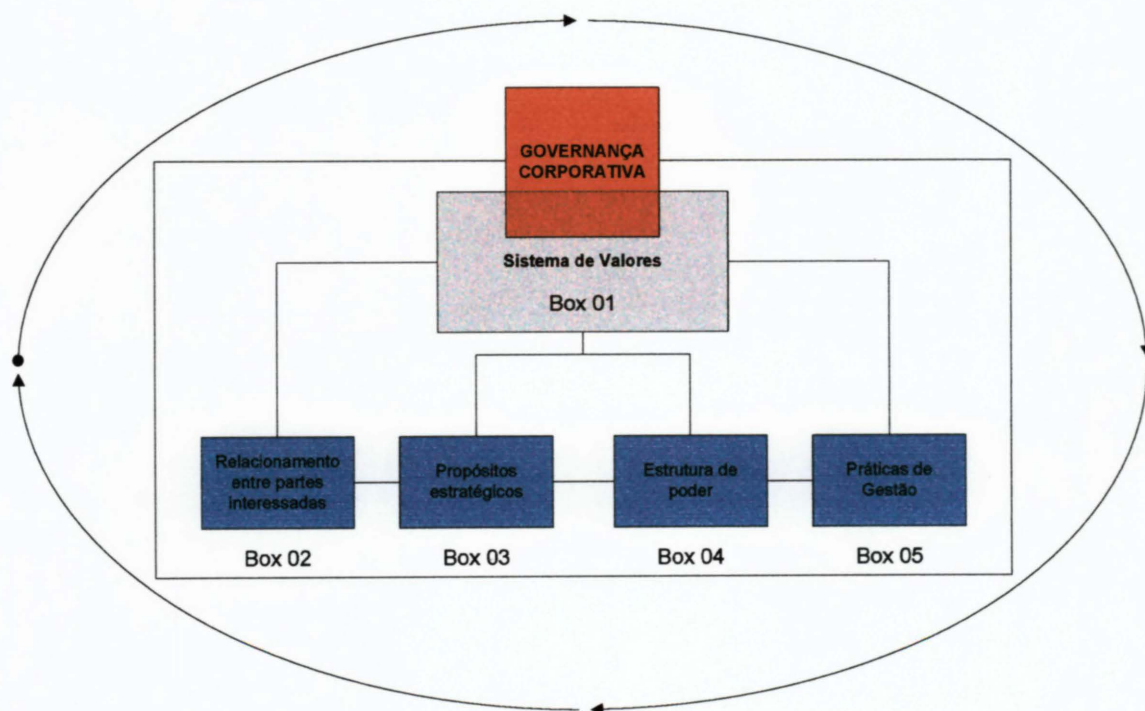 GOVERNANÇA
CORPORATIVA
Sistema de Valores
Box 01
Relacionamento
entre partes
interessadas
Propósitos
estratégicos
Estrutura de
poder
Práticas de
Gestão
Box 02
Box 03
Box 04
Box 05